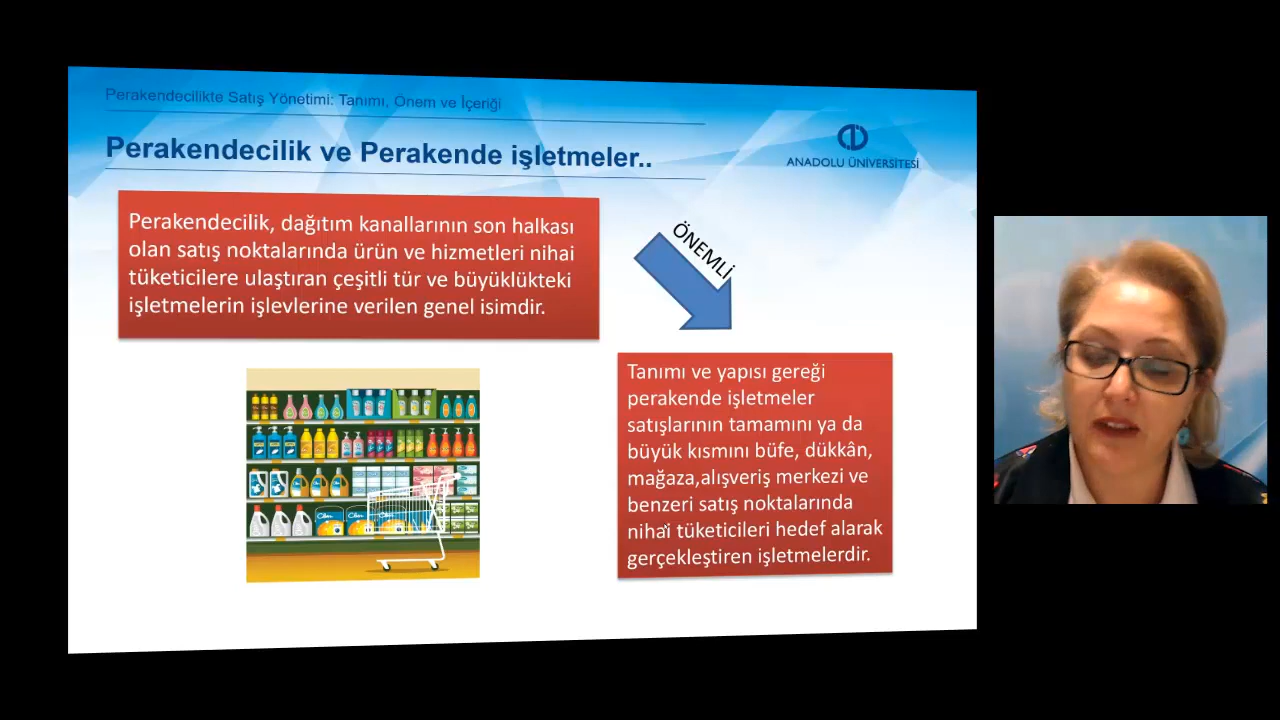 Perakendecilikte Satış Yönetimi: Tanımı, Önem ve İçeriği
Perakendecilik ve Perakende işletmeler..
ANADOLU ÜNİVERSİTESİ
Perakendecilik, dağıtım kanallarının son halkası
olan satış noktalarında ürün ve hizmetleri nihai
tüketicilere ulaştıran çeşitli tür ve büyüklükteki
işletmelerin işlevlerine verilen genel isimdir.
ÖNEMLİ
Tanımı ve yapısı gereği
perakende işletmeler
satışlarının tamamını ya da
büyük kısmını büfe, dükkân,
mağaza,alışveriş merkezi ve
benzeri satış noktalarında
nihai tüketicileri hedef alarak
gerçekleştiren işletmelerdir.